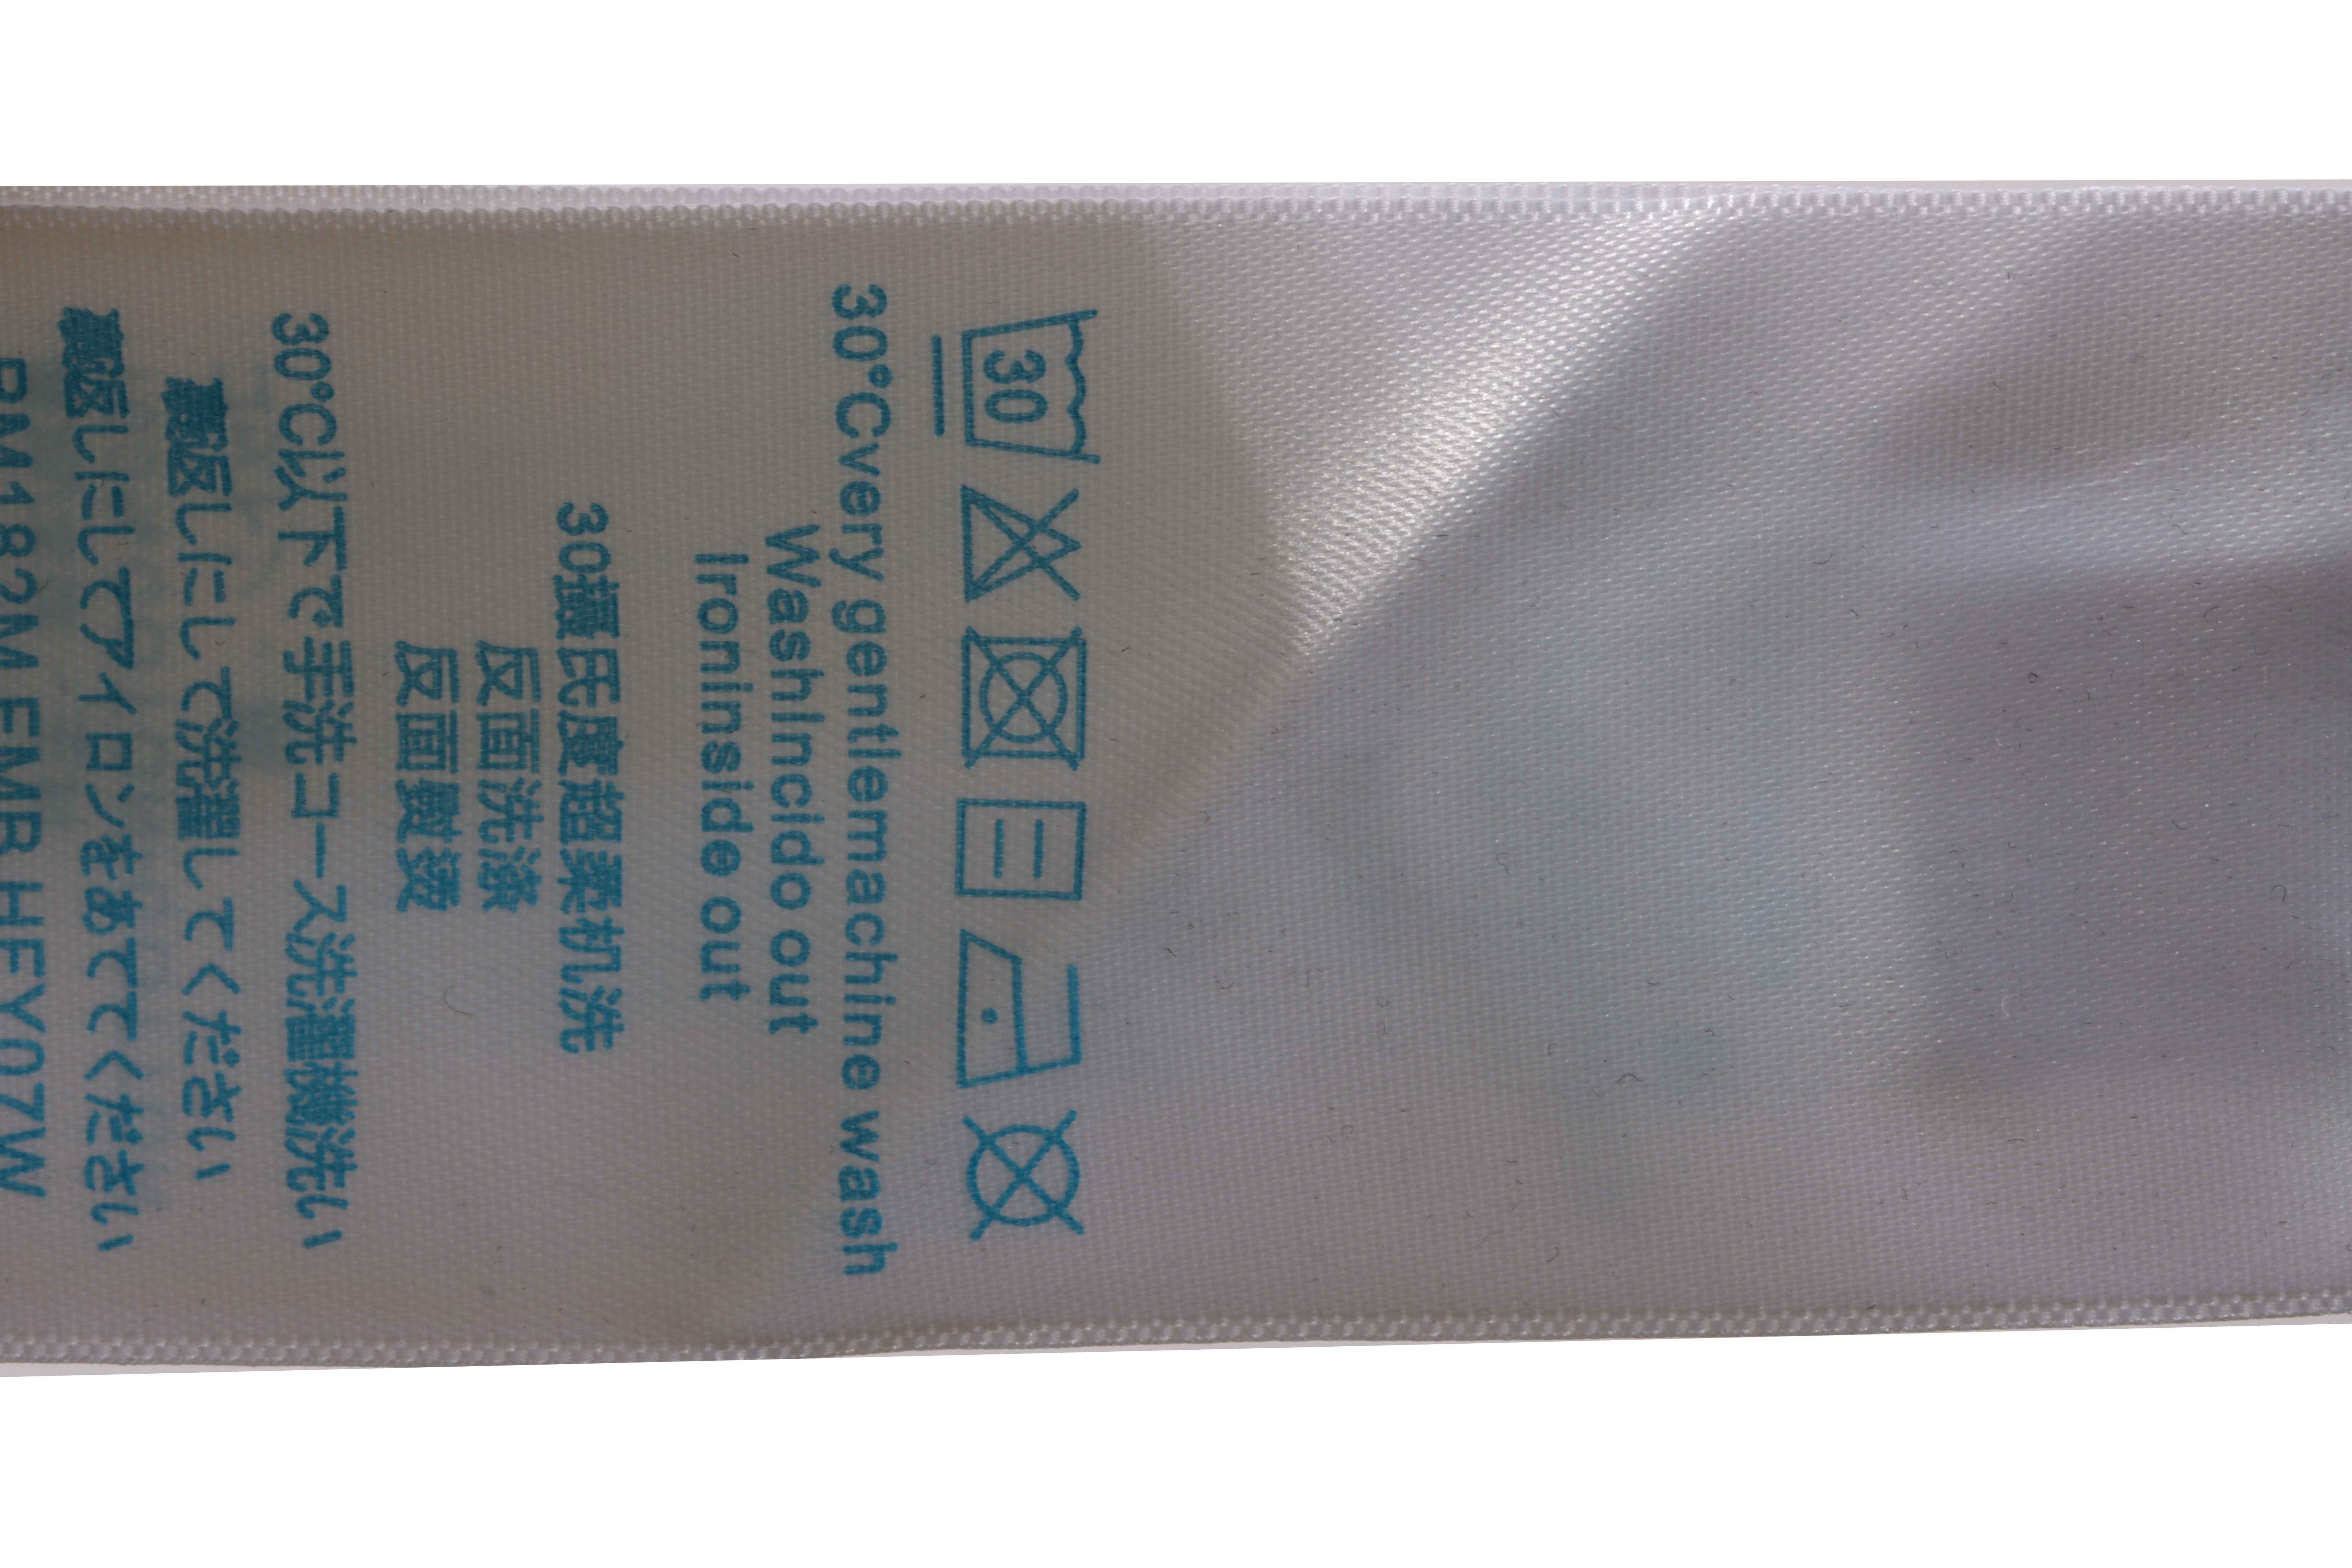 30
30°Cvery gentlemachine wash
Washincido out
Ironinside out
30摄氏度超柔机洗
反面洗涤
反面熨烫
30°C以下で手洗コース洗濯機洗い
裏返しにして洗濯してください
裏返しにしてアイロンをあててください